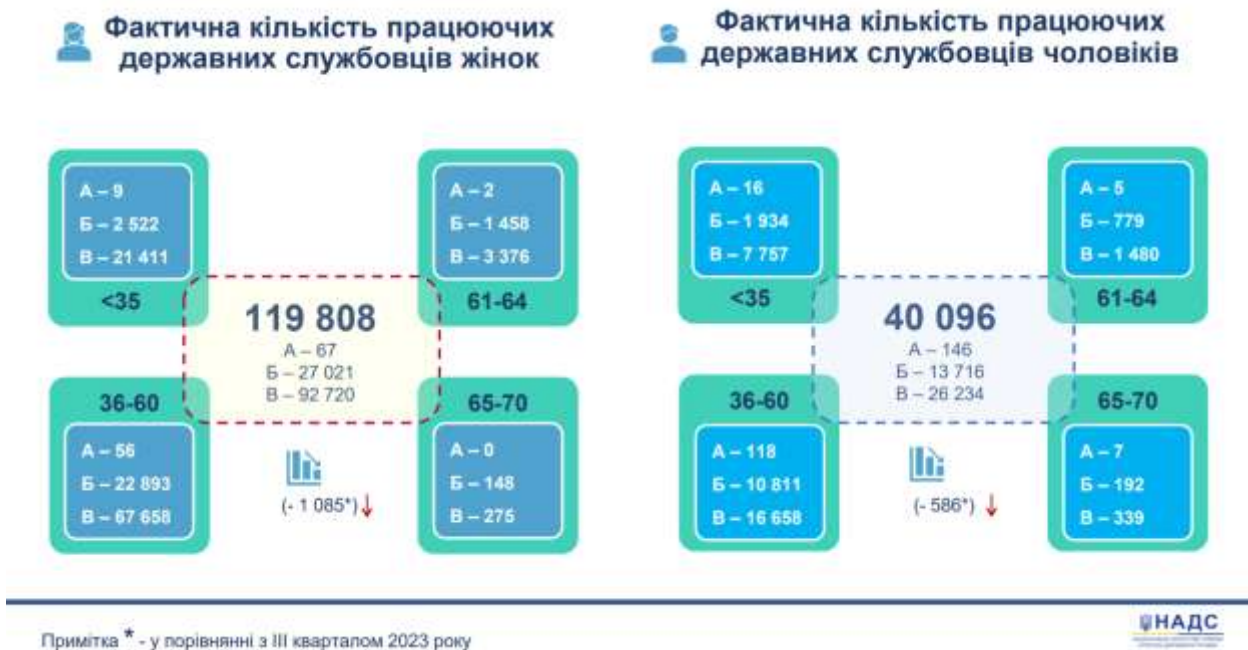 Фактична кількість працюючих
державних службовців жінок
А – 9
Б – 2 522
В – 21 411
<35
А – 2
Б – 1 458
В – 3 376
61-64
119 808
А – 67
Б – 27 021
В – 92 720
36-60
А – 56
Б – 22 893
В – 67 658
65-70
А – 0
Б – 148
В – 275
(- 1 085*)
Фактична кількість працюючих
державних службовців чоловіків
А – 16
Б – 1 934
В – 7 757
<35
А – 5
Б – 779
В – 1 480
61-64
40 096
А – 146
Б – 13 716
В – 26 234
36-60
А – 118
Б – 10 811
В – 16 658
65-70
А – 7
Б – 192
В – 339
(- 586*)
Примітка * - у порівнянні з ІІІ кварталом 2023 року
НАДС